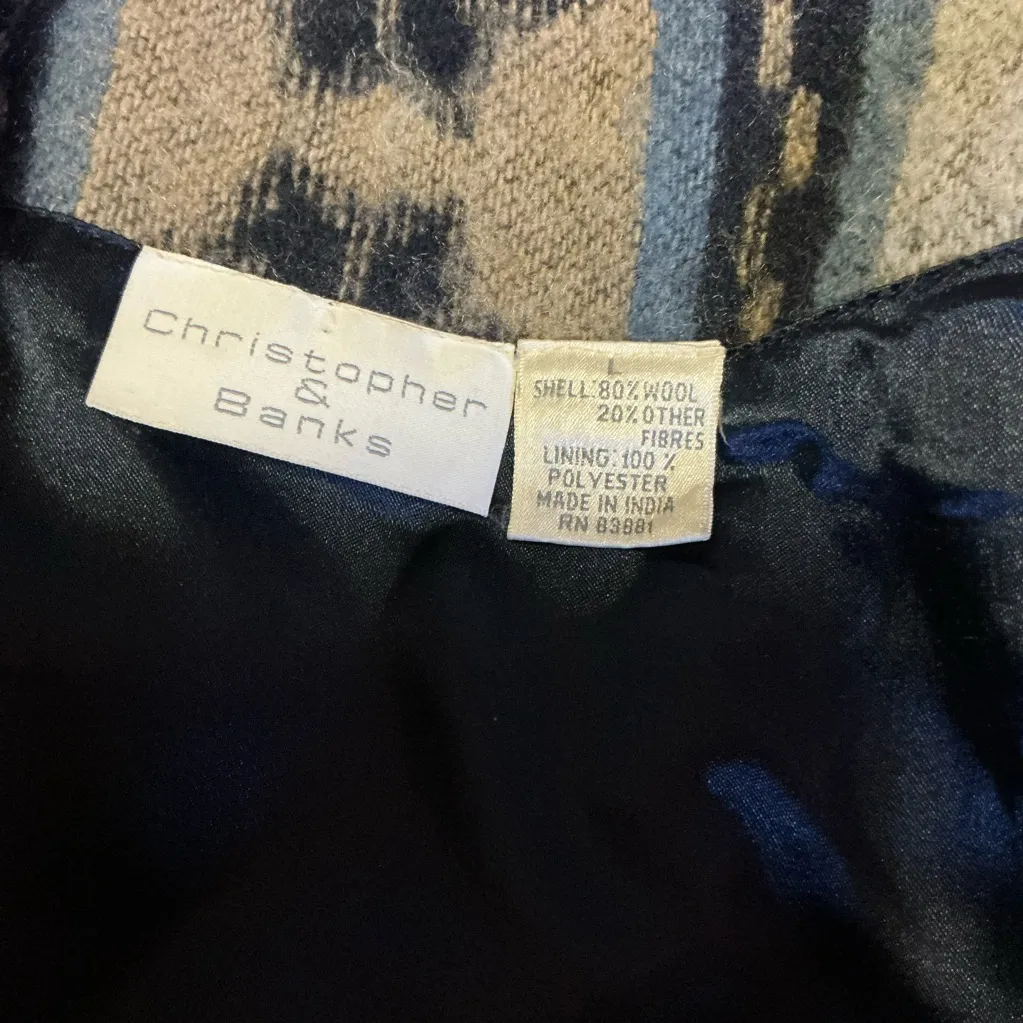 Christopher
&
Banks
L
SHELL:80% WOOL
20% OTHER
FIBRES
LINING:100 %
POLYESTER
MADE IN INDIA
RN 83881